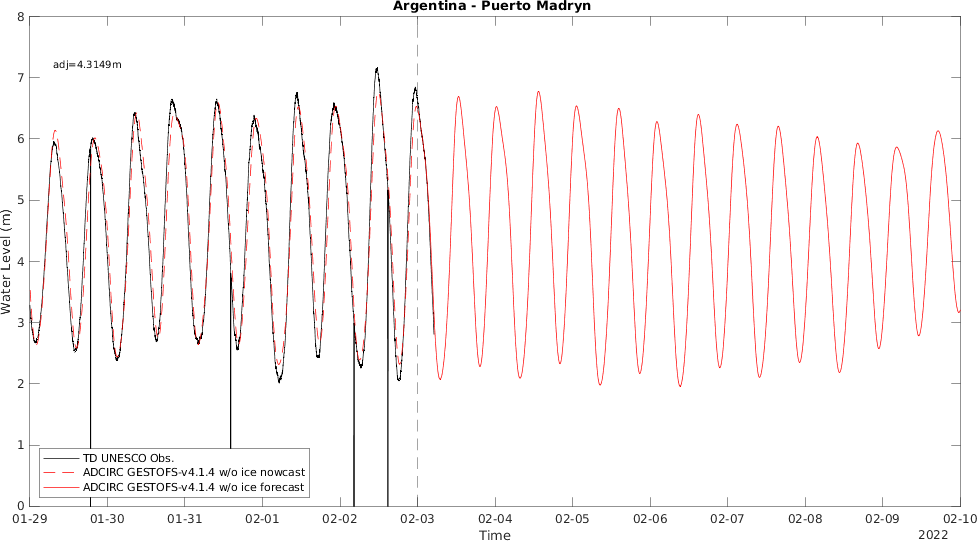 Argentina - Puerto Madryn
8
adj=4.3149m
7
6
5
4
3
2
1
0
Water Level (m)
TD UNESCO Obs.
ADCIRC GESTOFS-v4.1.4 w/o ice nowcast
ADCIRC GESTOFS-v4.1.4 w/o ice forecast
01-29 01-30 01-31 02-01 02-02 02-03 02-04 02-05 02-06 02-07 02-08 02-09 02-10
Time
2022